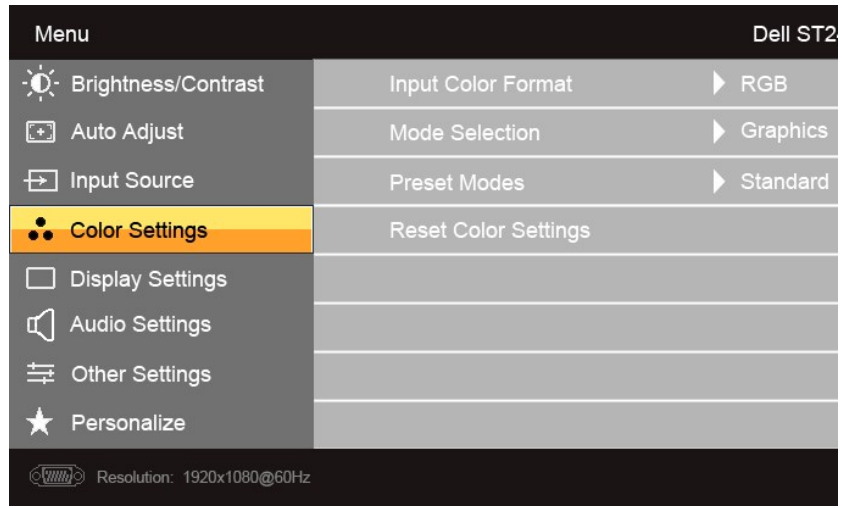 Menu Dell ST2
Brightness/Contrast Input Color Format RGB
Auto Adjust Mode Selection Graphics
Input Source Preset Modes Standard
Color Settings Reset Color Settings
Display Settings
Audio Settings
Other Settings
Personalize
Resolution: 1920x1080@60Hz